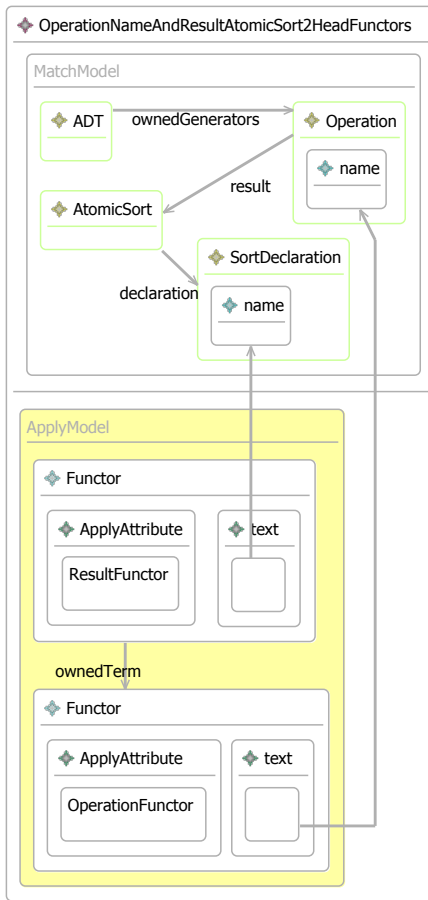 OperationNameAndResultAtomicSort2HeadFunctors
MatchModel
ADT
ownedGenerators
Operation
name
result
AtomicSort
SortDeclaration
declaration
name
ApplyModel
Functor
ApplyAttribute
text
ResultFunctor
ownedTerm
Functor
ApplyAttribute
text
OperationFunctor